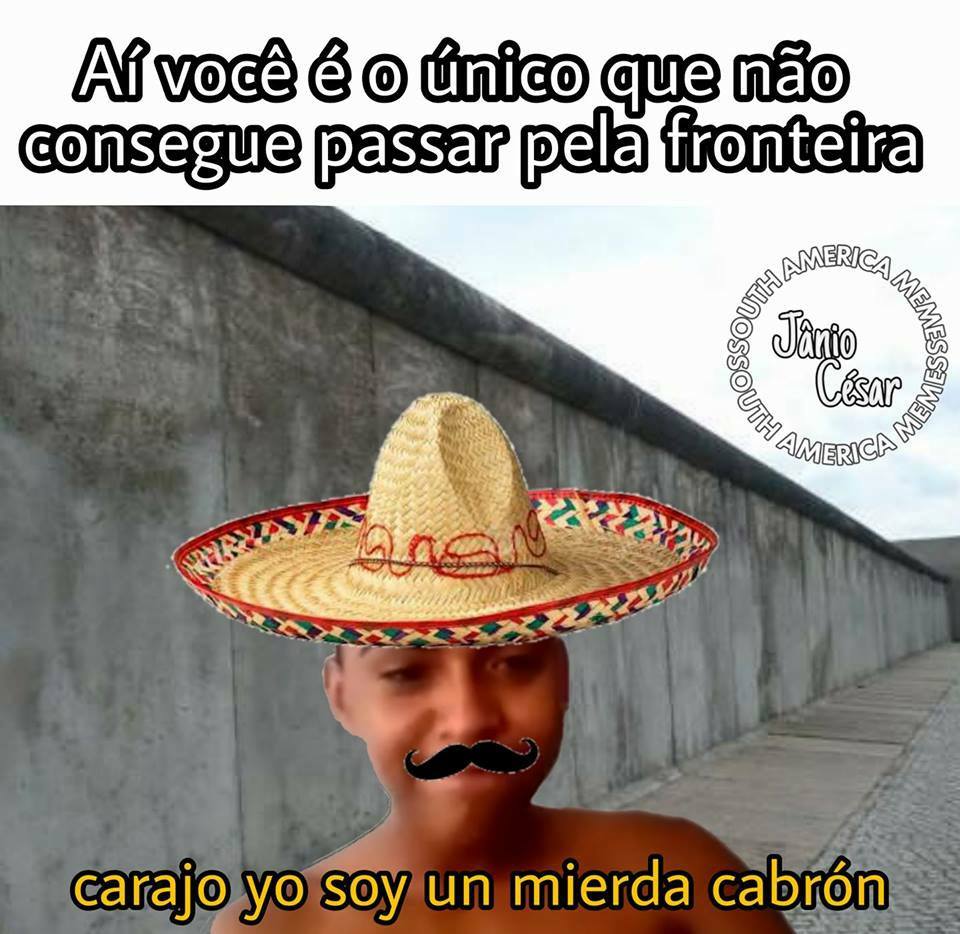 Aí você é o único que não
consegue passar pela fronteira
SOUTH AMERICA MEMES
Jânio
César
SOUTH AMERICA MEMES
carajo yo soy un mierda cabrón